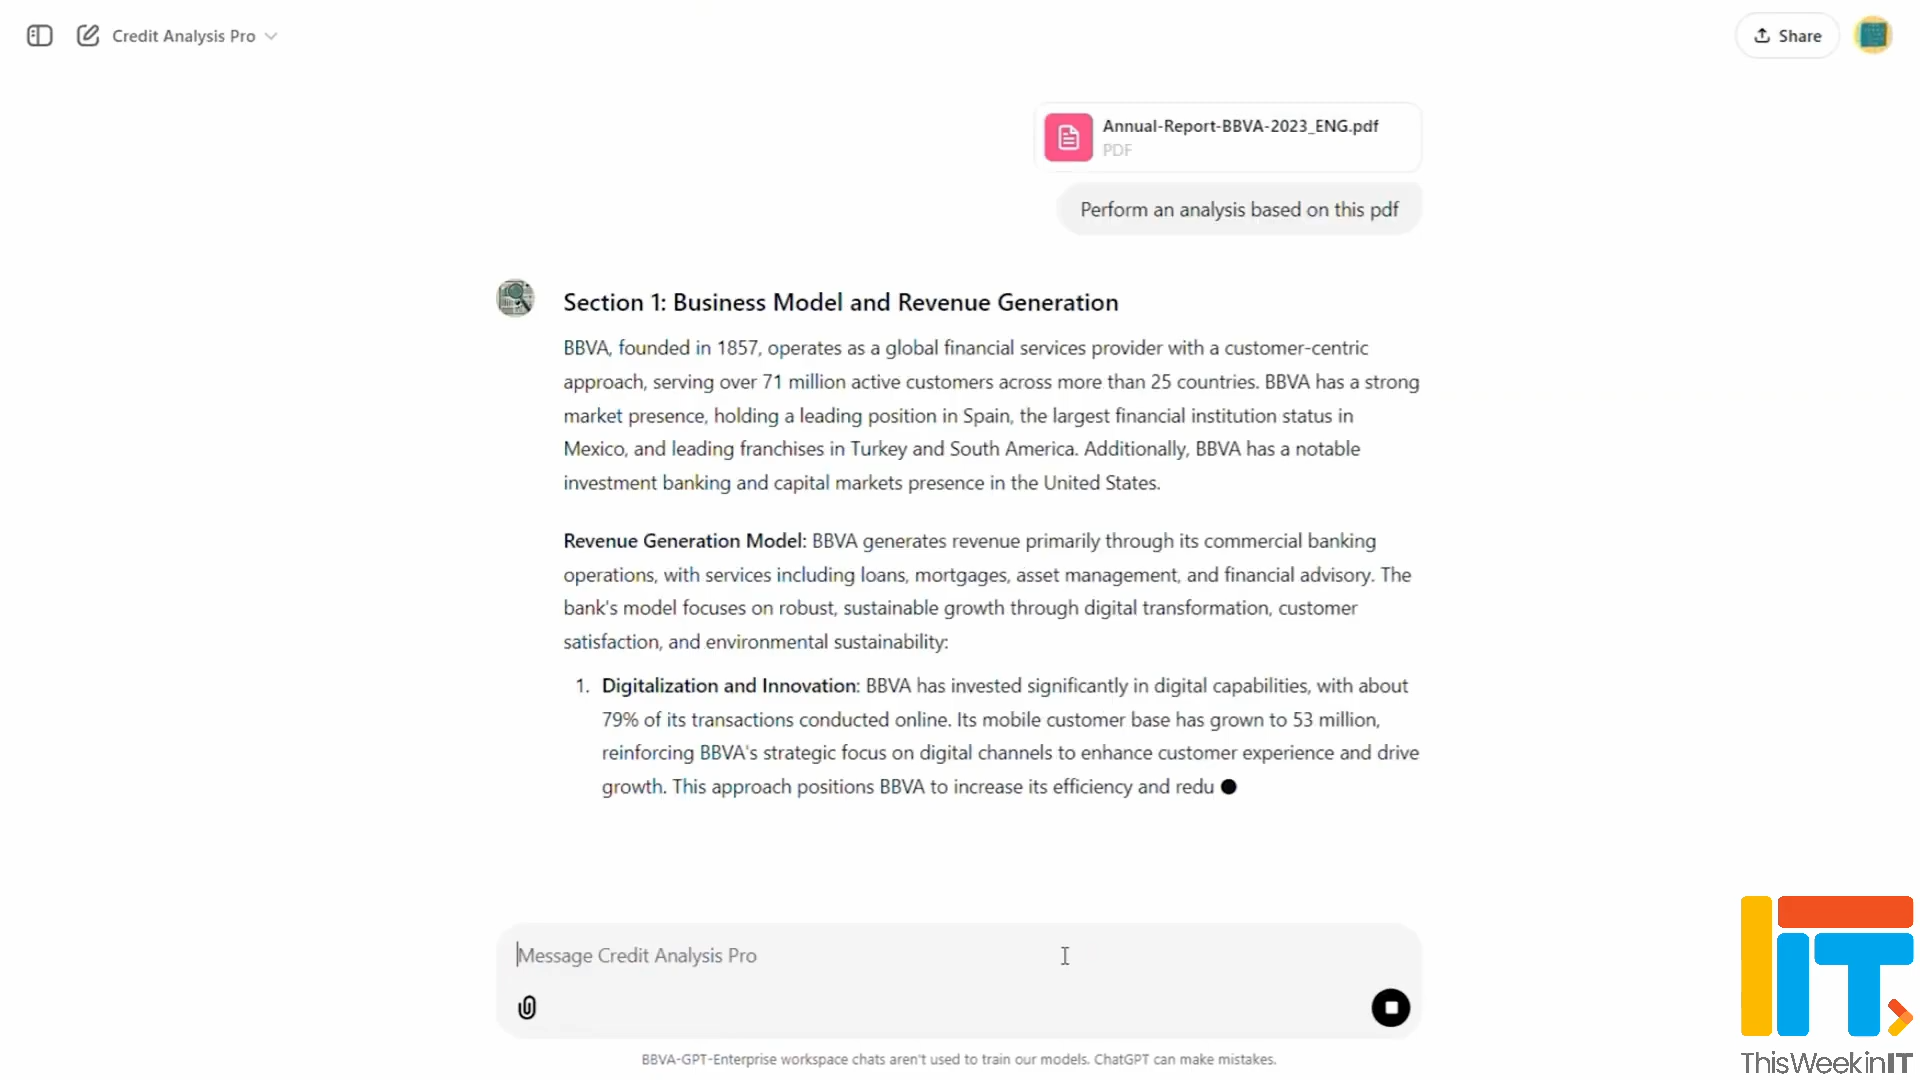 Credit Analysis Pro
Share
Annual-Report-BBVA-2023_ENG.pdf
PDF
Perform an analysis based on this pdf
Section 1: Business Model and Revenue Generation
BBVA, founded in 1857, operates as a global financial services provider with a customer-centric
approach, serving over 71 million active customers across more than 25 countries. BBVA has a strong
market presence, holding a leading position in Spain, the largest financial institution status in
Mexico, and leading franchises in Turkey and South America. Additionally, BBVA has a notable
investment banking and capital markets presence in the United States.
Revenue Generation Model: BBVA generates revenue primarily through its commercial banking
operations, with services including loans, mortgages, asset management, and financial advisory. The
bank's model focuses on robust, sustainable growth through digital transformation, customer
satisfaction, and environmental sustainability:
1. Digitalization and Innovation: BBVA has invested significantly in digital capabilities, with about
79% of its transactions conducted online. Its mobile customer base has grown to 53 million,
reinforcing BBVA's strategic focus on digital channels to enhance customer experience and drive
growth. This approach positions BBVA to increase its efficiency and redu
Message Credit Analysis Pro
BBVA-GPT-Enterprise workspace chats aren't used to train our models. ChatGPT can make mistakes.
IT
ThisWeekinIT